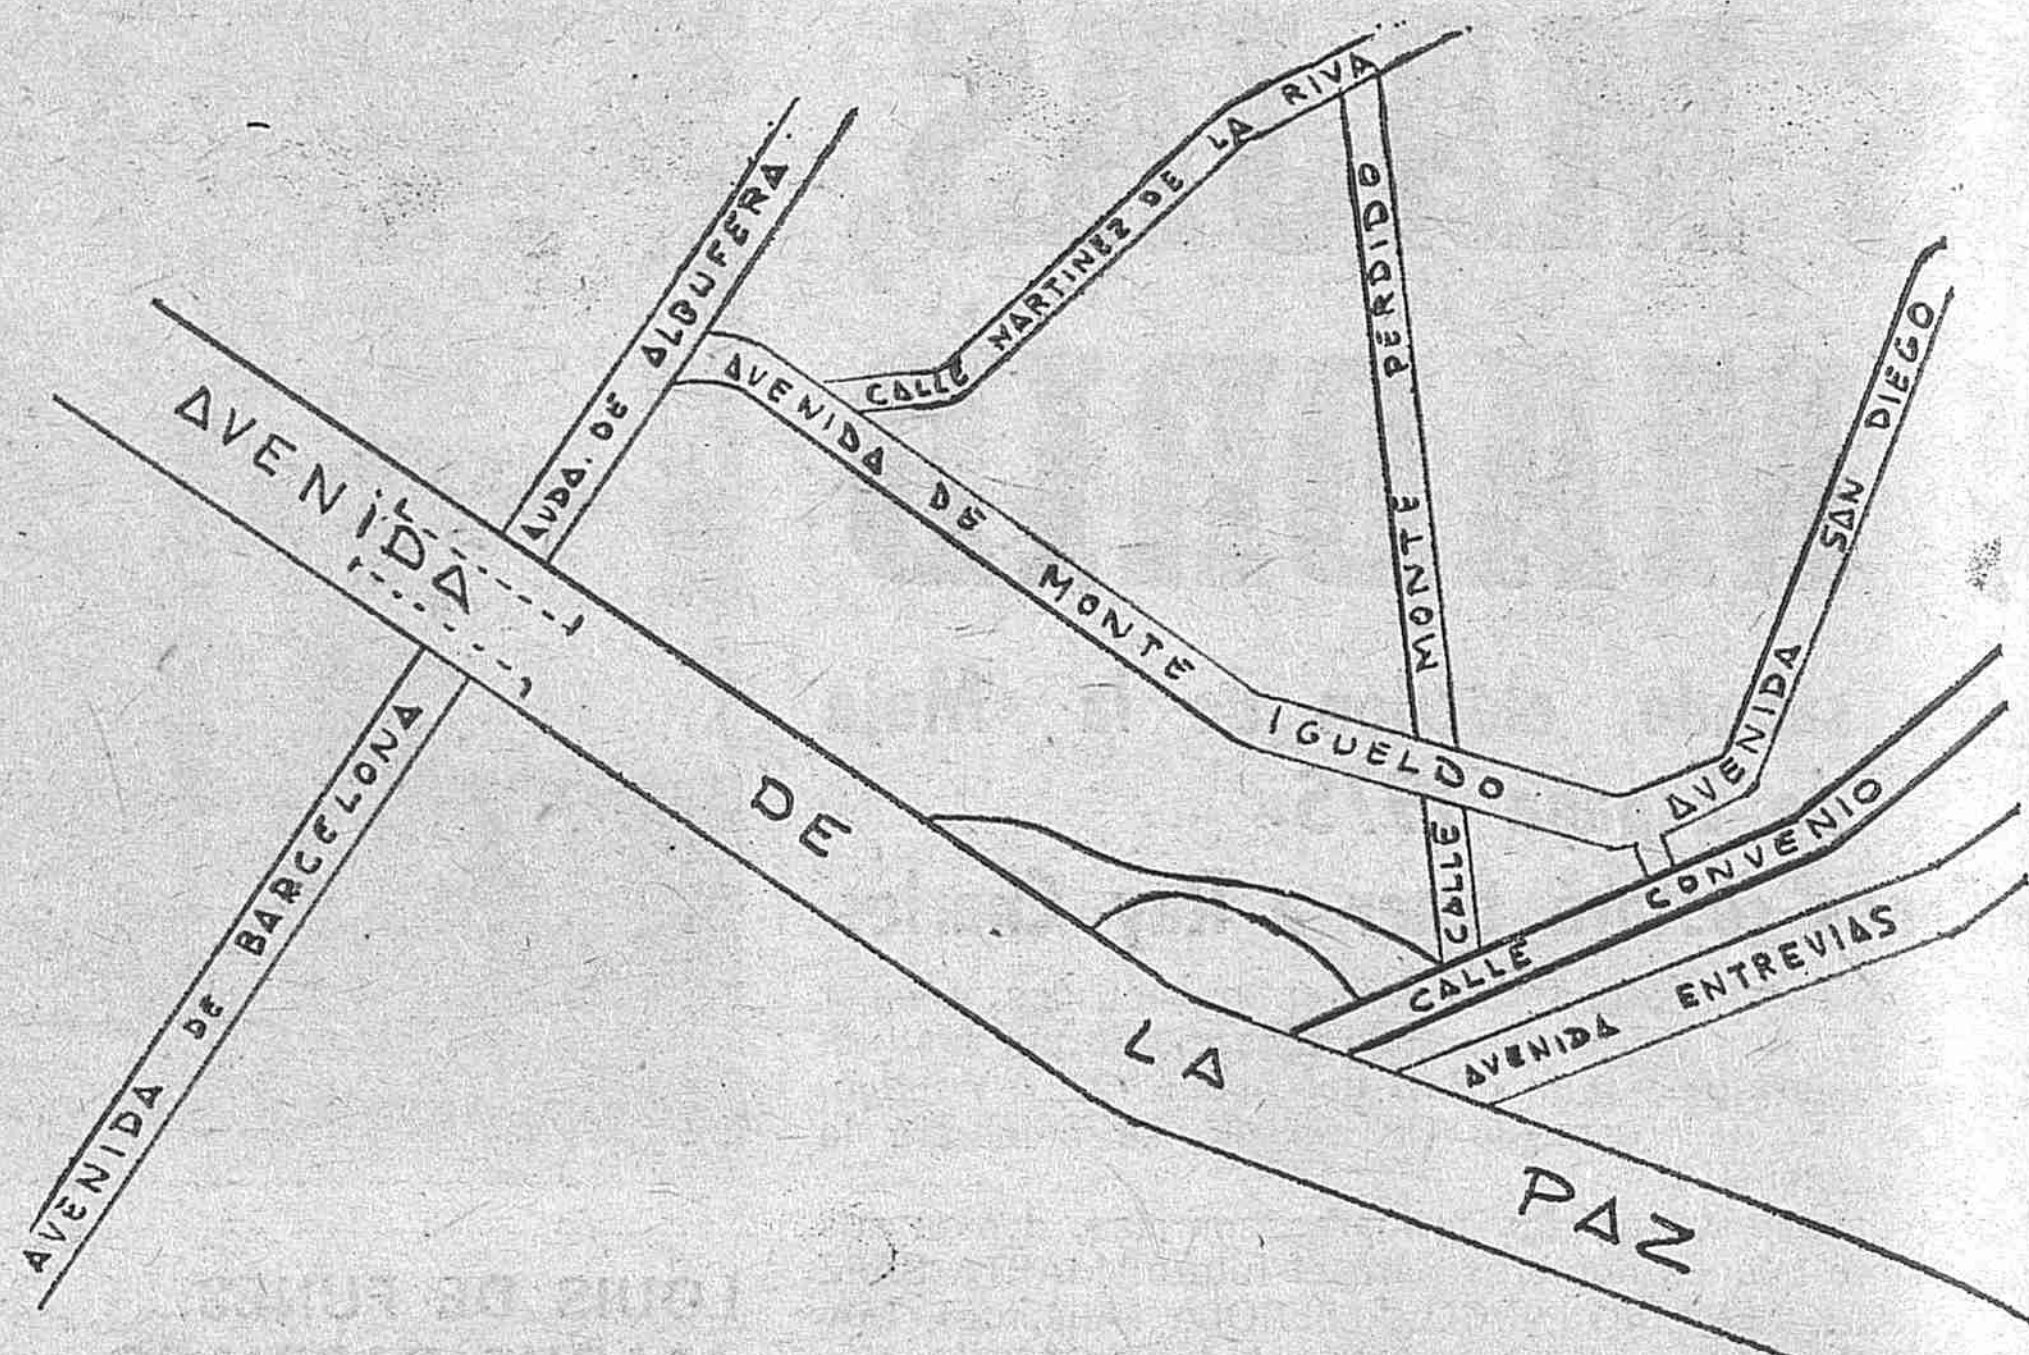 CALLE MARTINEZ DE LA RIVA
AVDA. DE ALBUFERA
CALLE MONTE PERDIDO
AVENIDA SAN DIEGO
AVENIDA DE MONTE IGUELDO
AVENIDA DE LA PAZ
AVENIDA DE BARCELONA
CALLE CONVENIO
AVENIDA ENTREVIAS